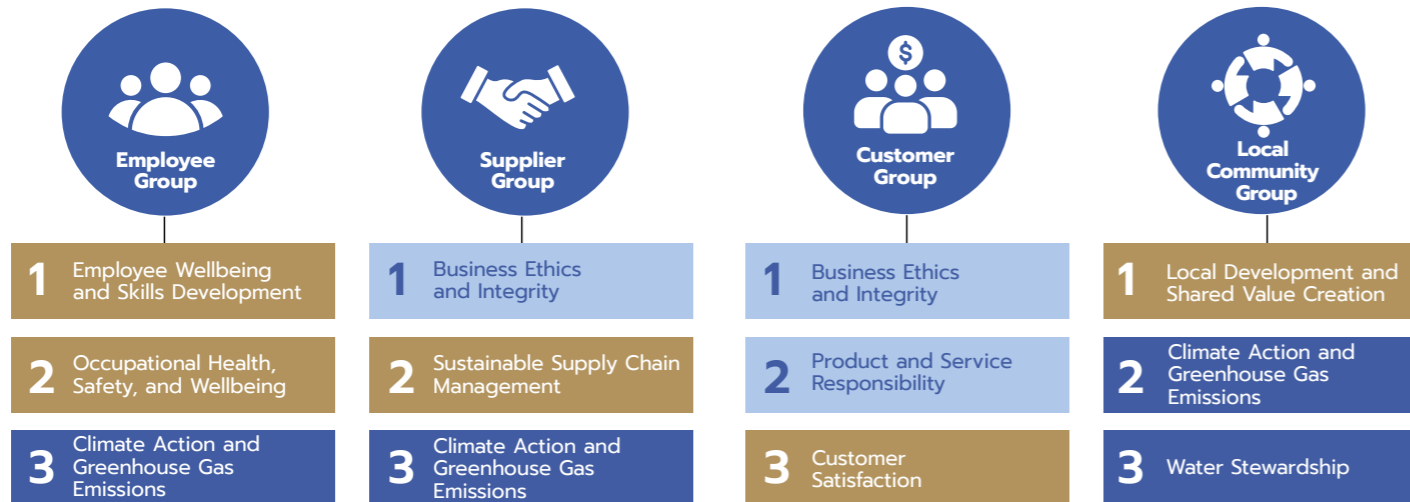 $
Employee
Group
Supplier
Group
Customer
Group
Local
Community
Group
1 Employee Wellbeing
and Skills Development
2 Occupational Health,
Safety, and Wellbeing
3 Climate Action and
Greenhouse Gas
Emissions
1 Business Ethics
and Integrity
2 Sustainable Supply Chain
Management
3 Climate Action and
Greenhouse Gas
Emissions
1 Business Ethics
and Integrity
2 Product and Service
Responsibility
3 Customer
Satisfaction
1 Local Development and
Shared Value Creation
2 Climate Action and
Greenhouse Gas
Emissions
3 Water Stewardship